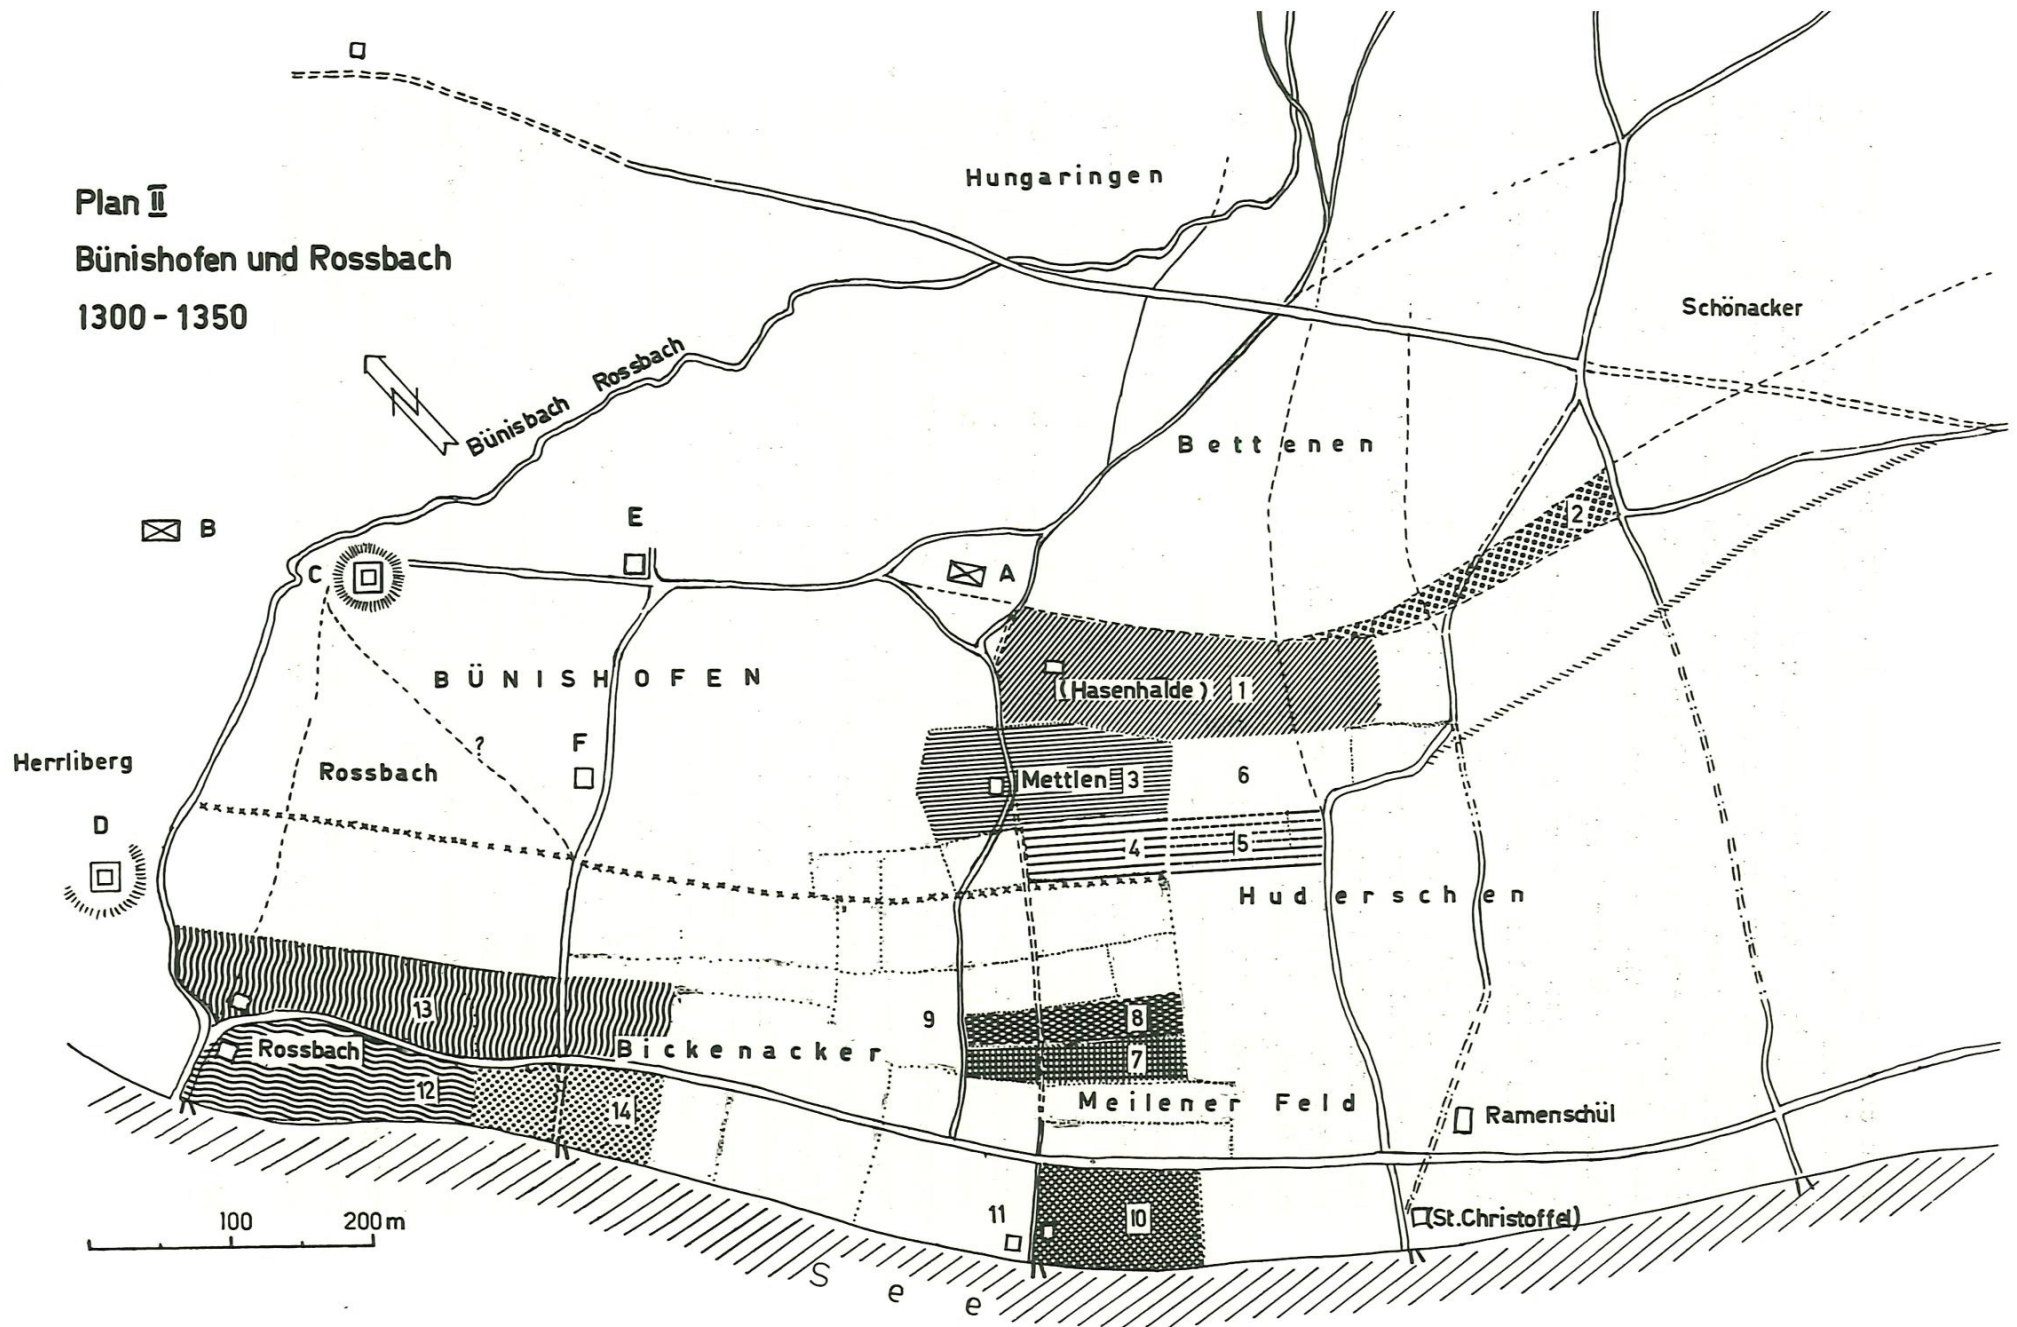 Plan II
Bünishofen und Rossbach
1300 - 1350
Hungaringen
Schönacker
N
Bünisbach Rossbach
Bettenen
B
E
2
C
A
BÜNISHOFEN
(Hasenhalde) 1
?
F
Herrliberg
Rossbach
Mettlen 3
6
D
4
5
Huderschen
13
9
8
Rossbach
Bickenacker
7
12
14
Meilener Feld
Ramenschül
100 200 m
11
10
(St. Christoffel)
See